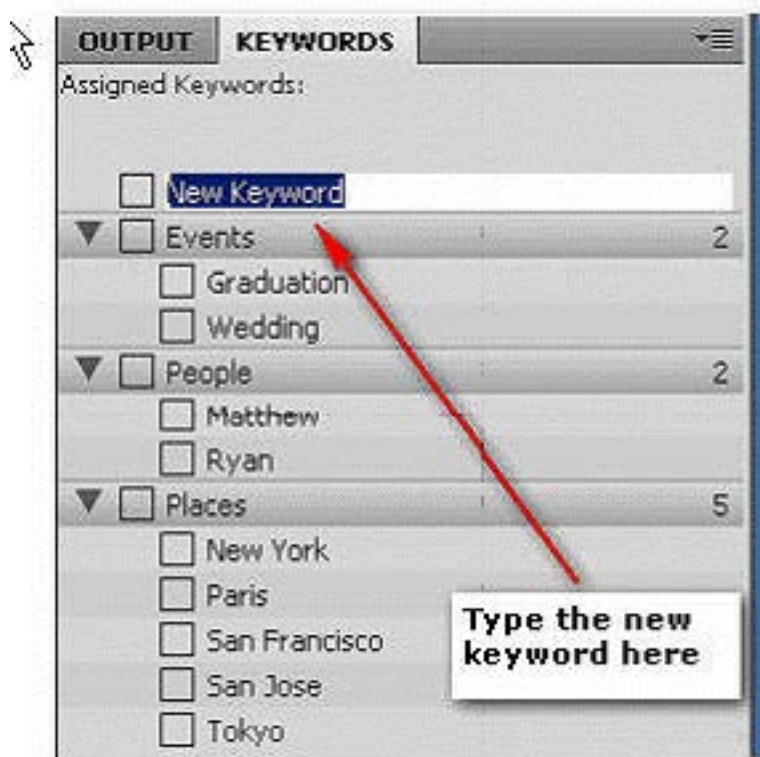 OUTPUT KEYWORDS
Assigned Keywords:
New Keyword
Events 2
Graduation
Wedding
People 2
Matthew
Ryan
Places 5
New York
Paris
San Francisco
San Jose
Tokyo
Type the new
keyword here